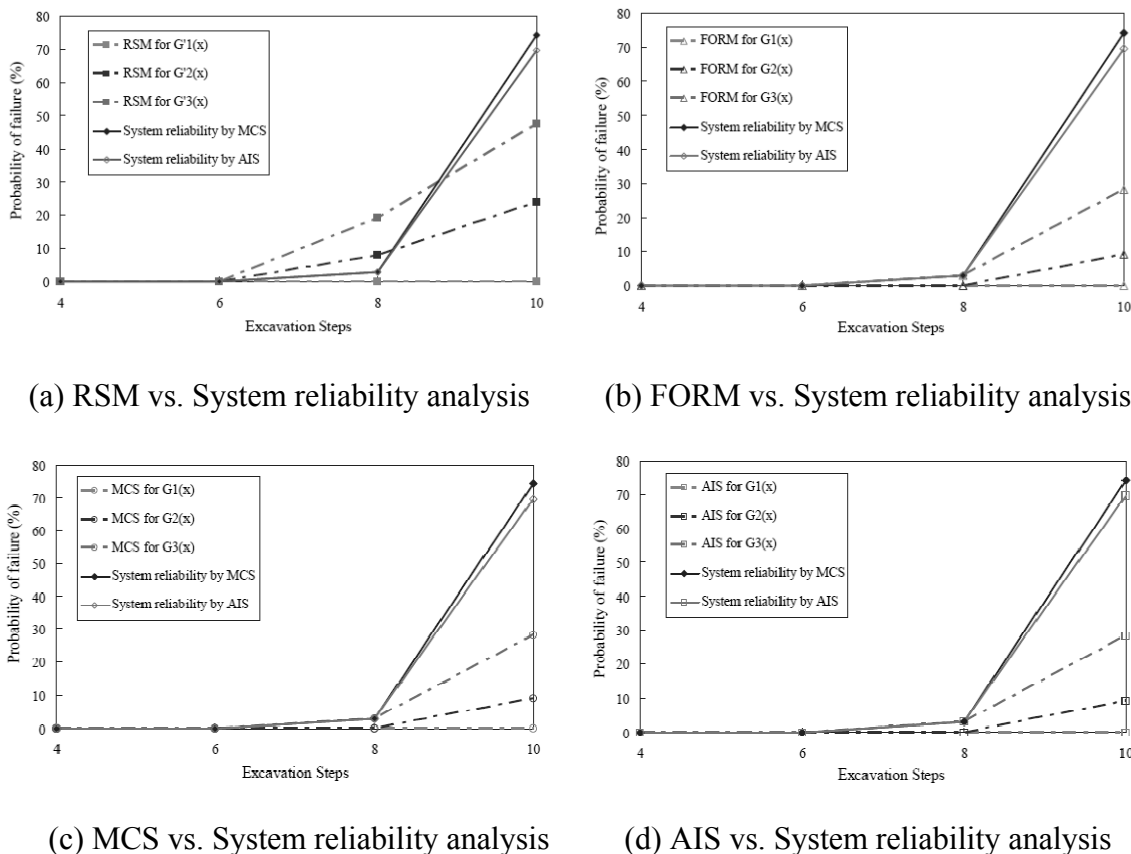 80
70
60
50
40
30
20
10
0
Probability of failure (%)
RSM for G'1(x)
RSM for G'2(x)
RSM for G'3(x)
System reliability by MCS
System reliability by AIS
4 6 8 10
Excavation Steps
80
70
60
50
40
30
20
10
0
Probability of failure (%)
FORM for G1(x)
FORM for G2(x)
FORM for G3(x)
System reliability by MCS
System reliability by AIS
4 6 8 10
Excavation Steps
(a) RSM vs. System reliability analysis
(b) FORM vs. System reliability analysis
80
70
60
50
40
30
20
10
0
Probability of failure (%)
MCS for G1(x)
MCS for G2(x)
MCS for G3(x)
System reliability by MCS
System reliability by AIS
4 6 8 10
Excavation Steps
80
70
60
50
40
30
20
10
0
Probability of failure (%)
AIS for G1(x)
AIS for G2(x)
AIS for G3(x)
System reliability by MCS
System reliability by AIS
4 6 8 10
Excavation Steps
(c) MCS vs. System reliability analysis
(d) AIS vs. System reliability analysis